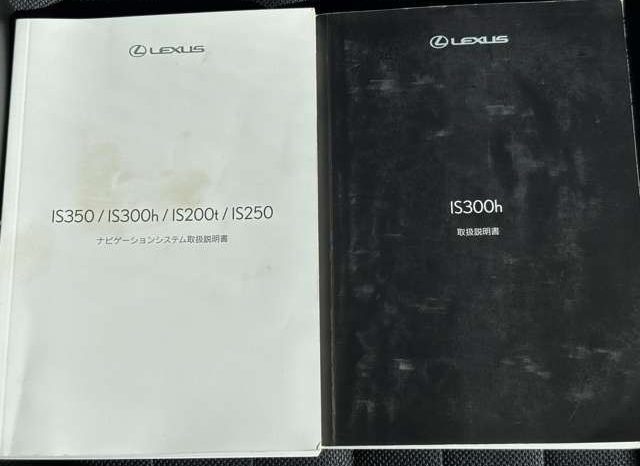 LEXUS
IS350 / IS300h / IS200t / IS250
ナビゲーションシステム取扱説明書
LEXUS
IS300h
取扱説明書